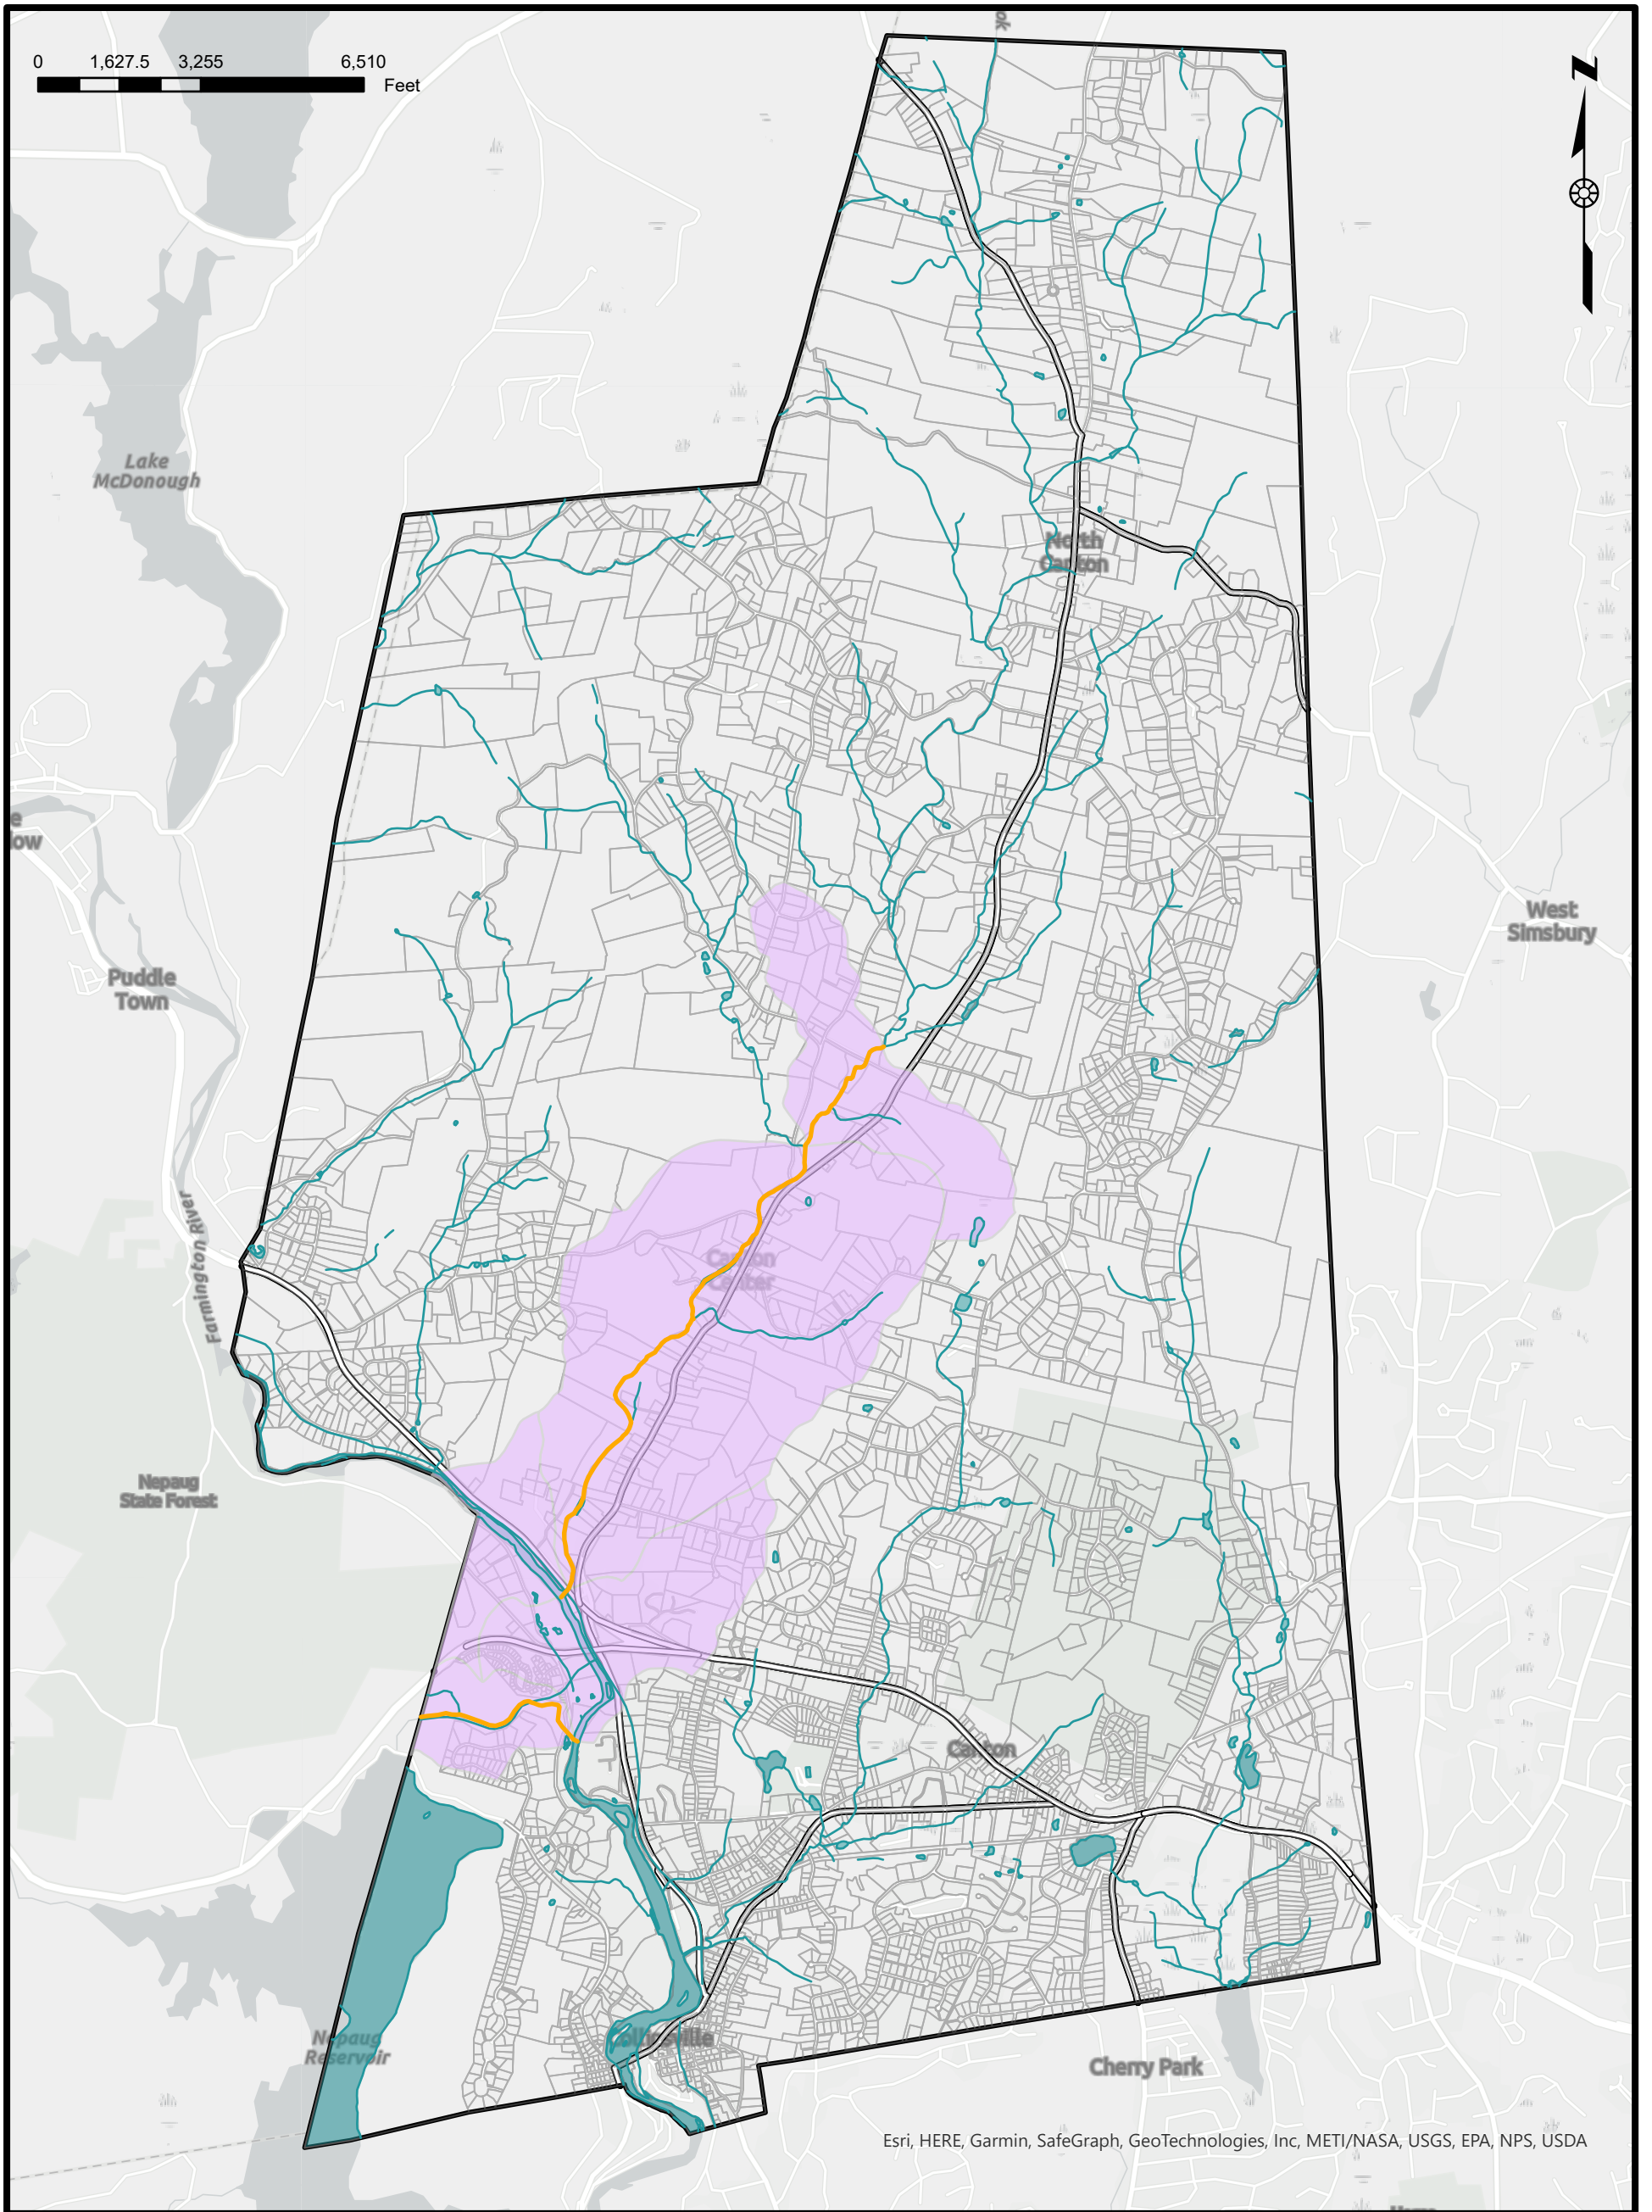 ok
0 1,627.5 3,255 6,510
Feet
N
Lake
McDonough
North
Canton
e
low
West
Simsbury
Puddle
Town
Farmington River
Canton
Center
Nepaug
State Forest
Canton
Nepaug
Reservoir
Collinsville
Cherry Park
Esri, HERE, Garmin, SafeGraph, GeoTechnologies, Inc, METI/NASA, USGS, EPA, NPS, USDA